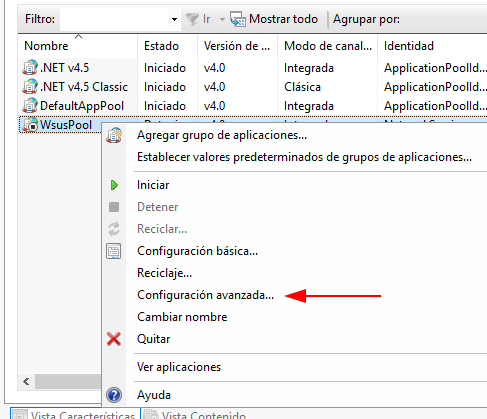 Filtro: Ir Mostrar todo Agrupar por:
Nombre Estado Versión de ... Modo de canal... Identidad
.NET v4.5 Iniciado v4.0 Integrada ApplicationPoolId...
.NET v4.5 Classic Iniciado v4.0 Clásica ApplicationPoolId...
DefaultAppPool Iniciado v4.0 Integrada ApplicationPoolId...
WsusPool
Agregar grupo de aplicaciones...
Establecer valores predeterminados de grupos de aplicaciones...
Iniciar
Detener
Reciclar...
Configuración básica...
Reciclaje...
Configuración avanzada...
Cambiar nombre
Quitar
Ver aplicaciones
Ayuda
Vista Características Vista Contenido